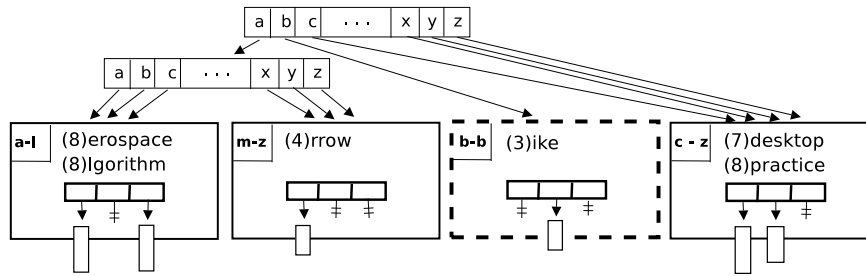 a b c ... x y z
a b c ... x y z
a-l (8)erospace
(8)lgorithm
m-z (4)rrow
b-b (3)ike
c - z (7)desktop
(8)practice